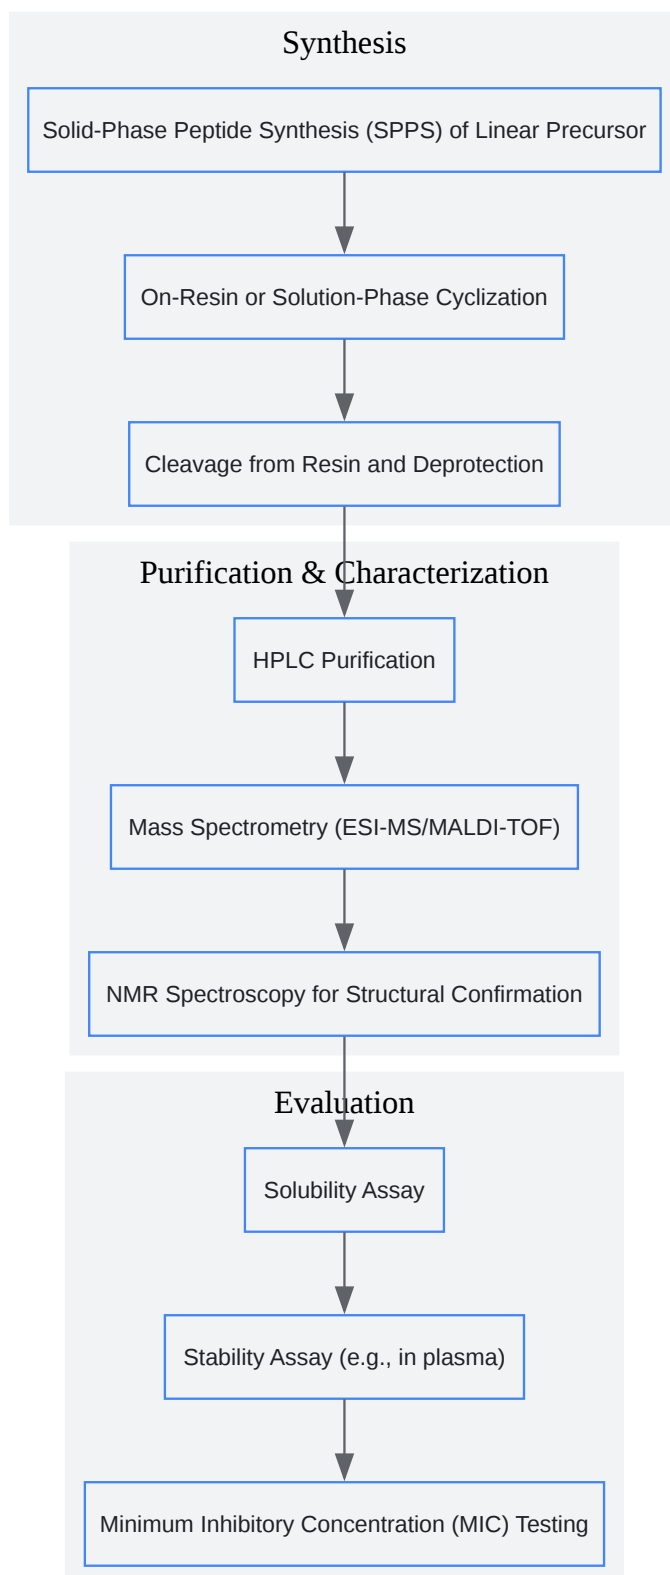 Synthesis
Solid-Phase Peptide Synthesis (SPPS) of Linear Precursor
On-Resin or Solution-Phase Cyclization
Cleavage from Resin and Deprotection
Purification & Characterization
HPLC Purification
Mass Spectrometry (ESI-MS/MALDI-TOF)
NMR Spectroscopy for Structural Confirmation
Evaluation
Solubility Assay
Stability Assay (e.g., in plasma)
Minimum Inhibitory Concentration (MIC) Testing